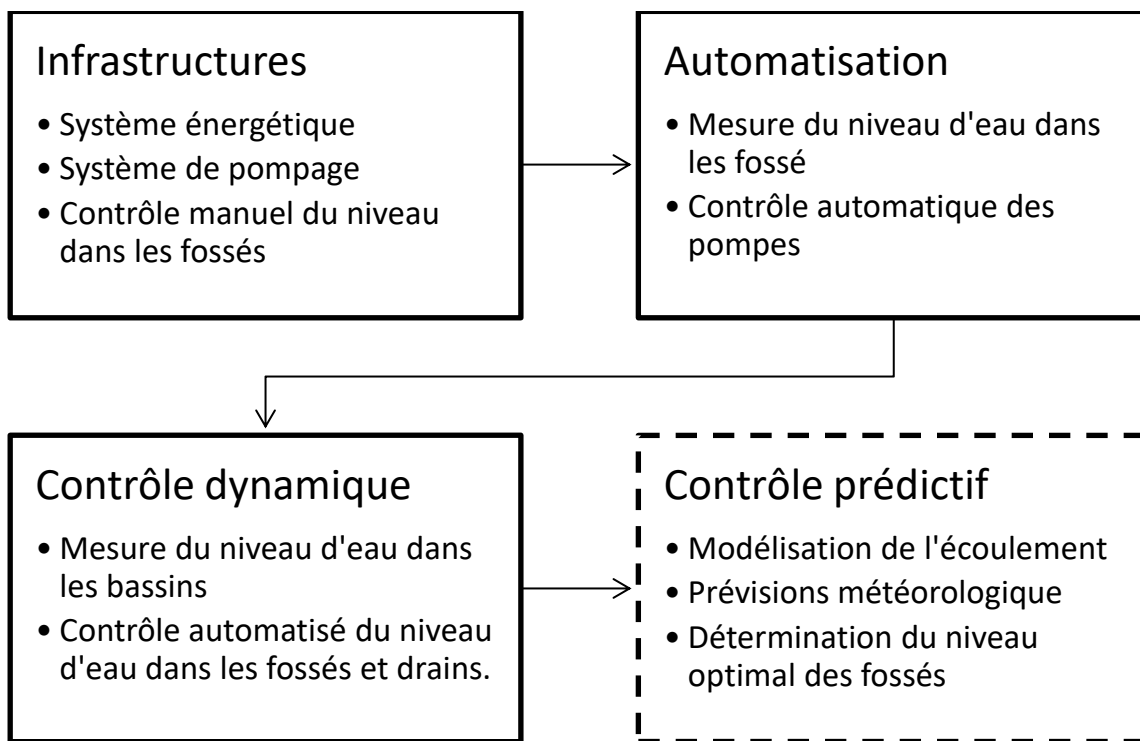 Infrastructures
• Système énergétique
• Système de pompage
• Contrôle manuel du niveau
dans les fossés
Automatisation
• Mesure du niveau d'eau dans
les fossé
• Contrôle automatique des
pompes
Contrôle dynamique
• Mesure du niveau d'eau dans
les bassins
• Contrôle automatisé du niveau
d'eau dans les fossés et drains.
Contrôle prédictif
• Modélisation de l'écoulement
• Prévisions météorologique
• Détermination du niveau
optimal des fossés